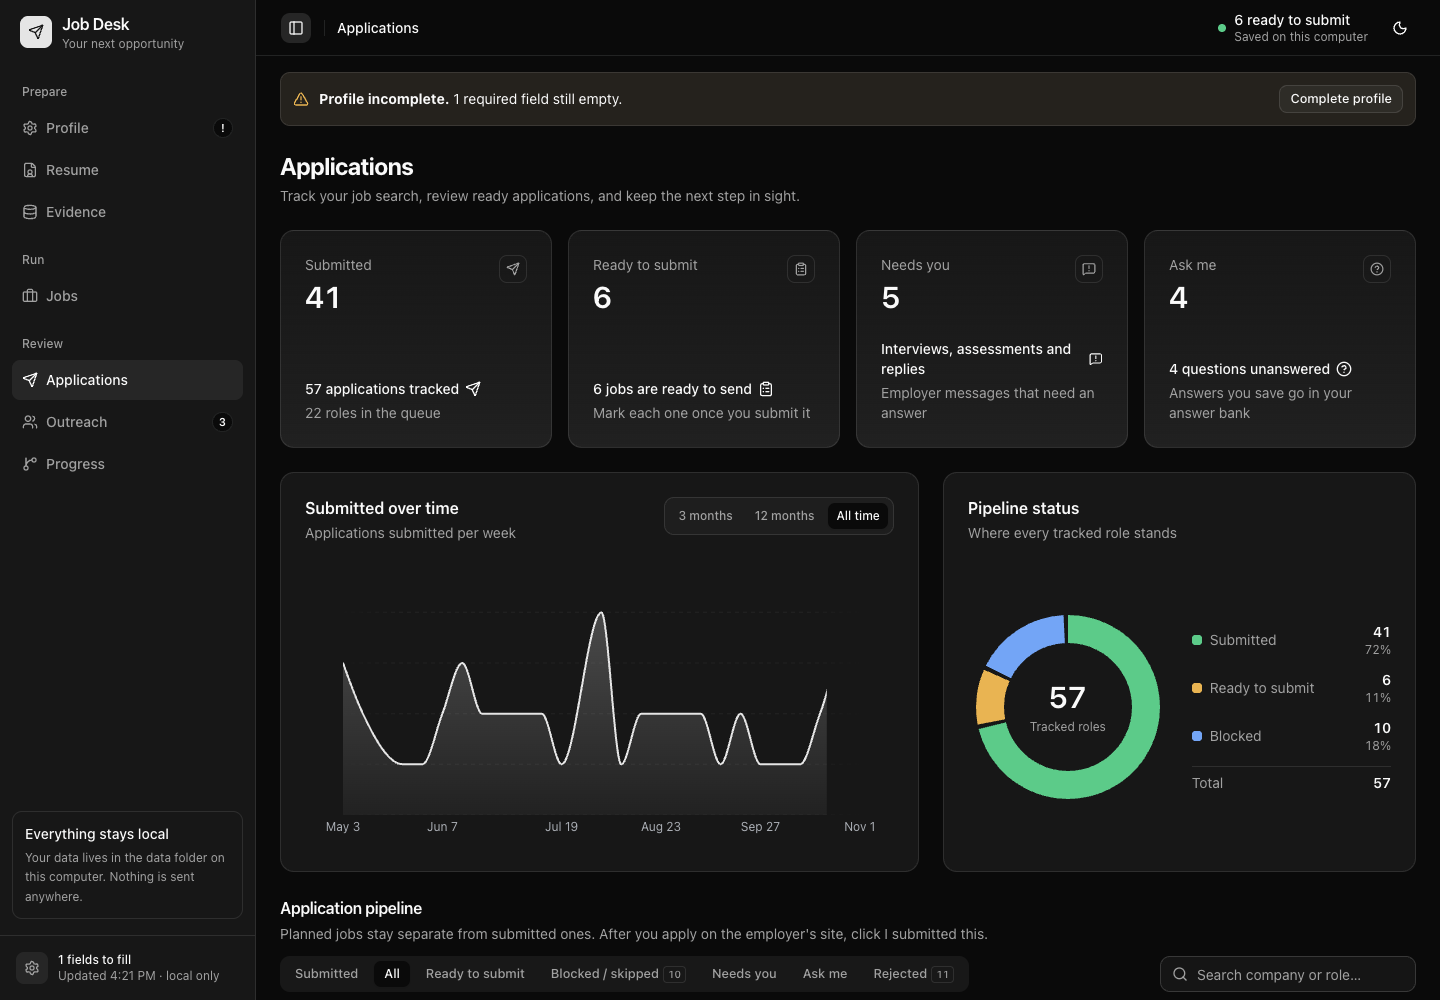 Job Desk
Your next opportunity
Prepare
Profile
!
Resume
Evidence
Run
Jobs
Review
Applications
Outreach
3
Progress
Everything stays local
Your data lives in the data folder on
this computer. Nothing is sent
anywhere.
1 fields to fill
Updated 4:21 PM · local only
Applications
6 ready to submit
Saved on this computer
Profile incomplete. 1 required field still empty.
Complete profile
Applications
Track your job search, review ready applications, and keep the next step in sight.
Submitted
41
57 applications tracked
22 roles in the queue
Ready to submit
6
6 jobs are ready to send
Mark each one once you submit it
Needs you
5
Interviews, assessments and
replies
Employer messages that need an
answer
Ask me
4
4 questions unanswered
Answers you save go in your
answer bank
Submitted over time
Applications submitted per week
3 months
12 months
All time
May 3
Jun 7
Jul 19
Aug 23
Sep 27
Nov 1
Pipeline status
Where every tracked role stands
57
Tracked roles
Submitted
41
72%
Ready to submit
6
11%
Blocked
10
18%
Total
57
Application pipeline
Planned jobs stay separate from submitted ones. After you apply on the employer's site, click I submitted this.
Submitted
All
Ready to submit
Blocked / skipped 10
Needs you
Ask me
Rejected 11
Search company or role...